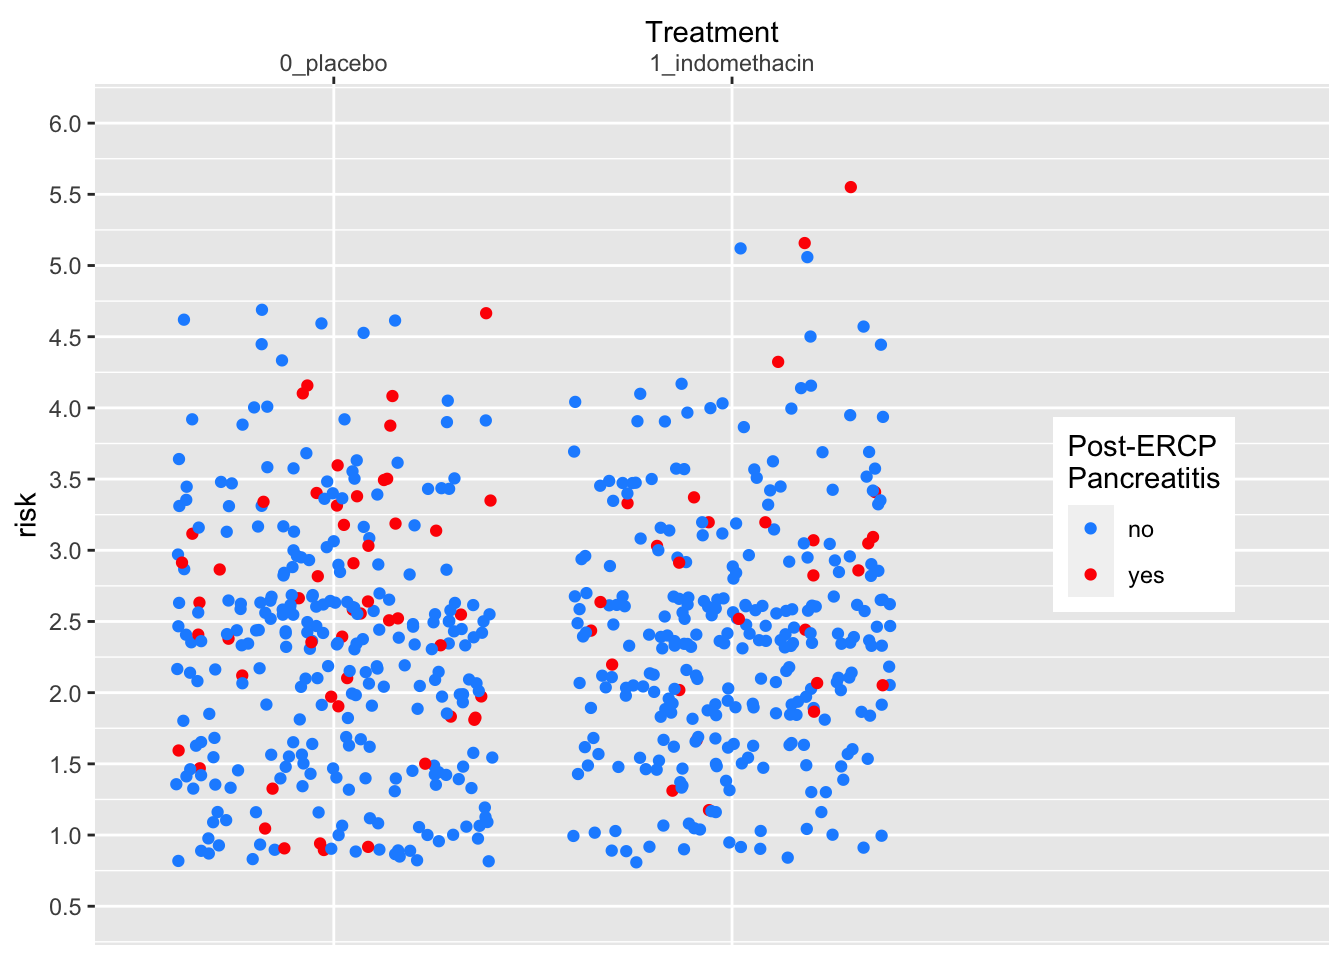 Treatment
0_placebo
1_indomethacin
6.0
5.5
5.0
4.5
4.0
3.5
3.0
2.5
2.0
1.5
1.0
0.5
risk
Post-ERCP
Pancreatitis
no
yes